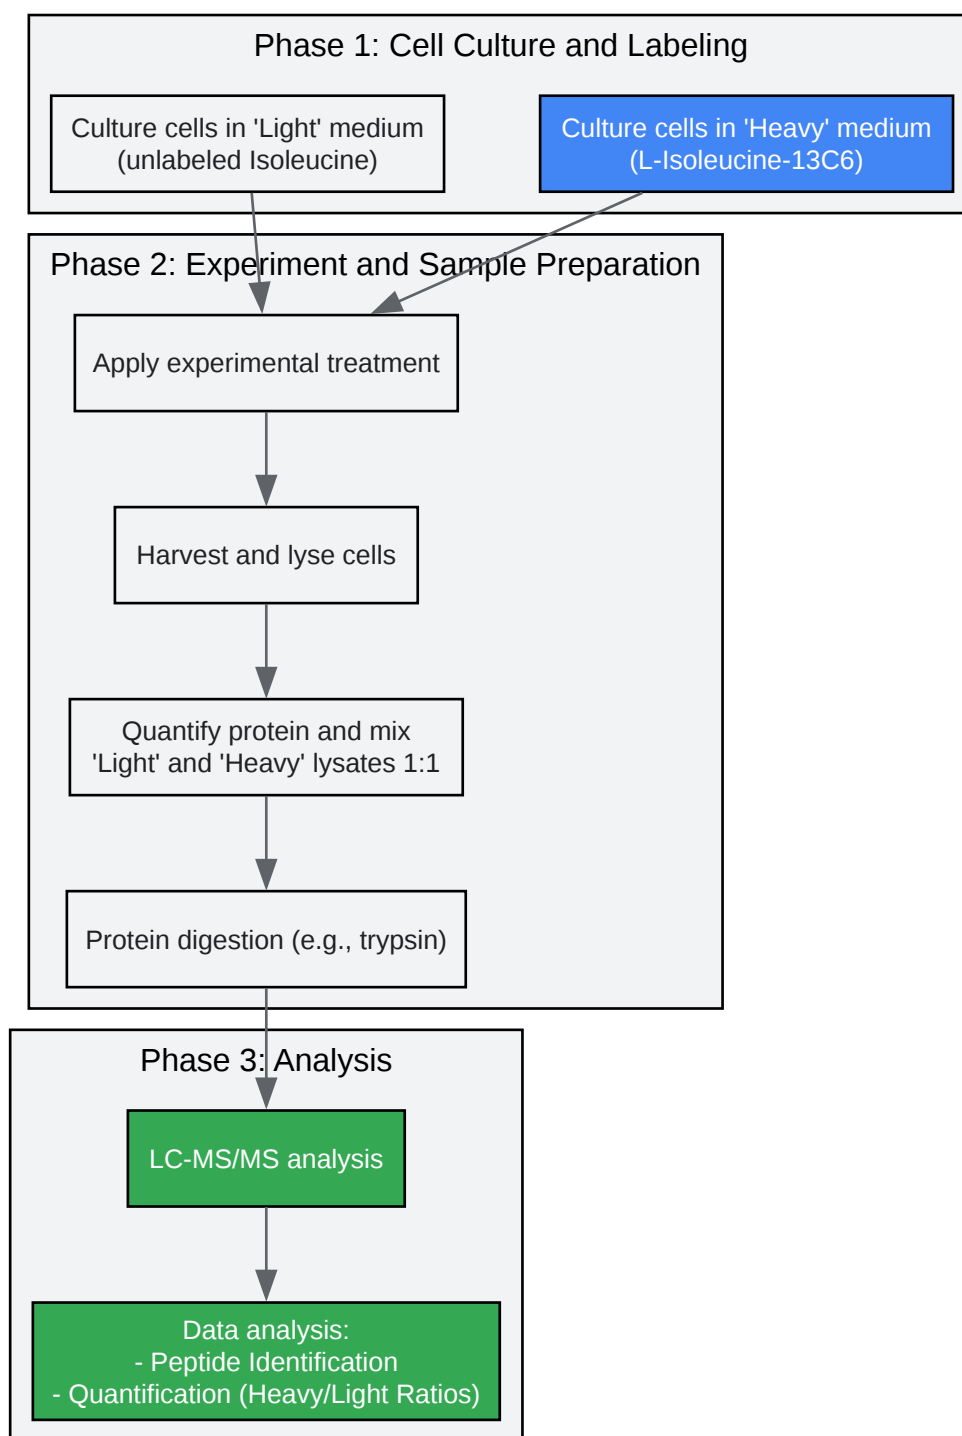 Phase 1: Cell Culture and Labeling
Culture cells in 'Light' medium
(unlabeled Isoleucine)
Culture cells in 'Heavy' medium
(L-Isoleucine-13C6)
Phase 2: Experiment and Sample Preparation
Apply experimental treatment
Harvest and lyse cells
Quantify protein and mix
'Light' and 'Heavy' lysates 1:1
Protein digestion (e.g., trypsin)
Phase 3: Analysis
LC-MS/MS analysis
Data analysis:
- Peptide Identification
- Quantification (Heavy/Light Ratios)